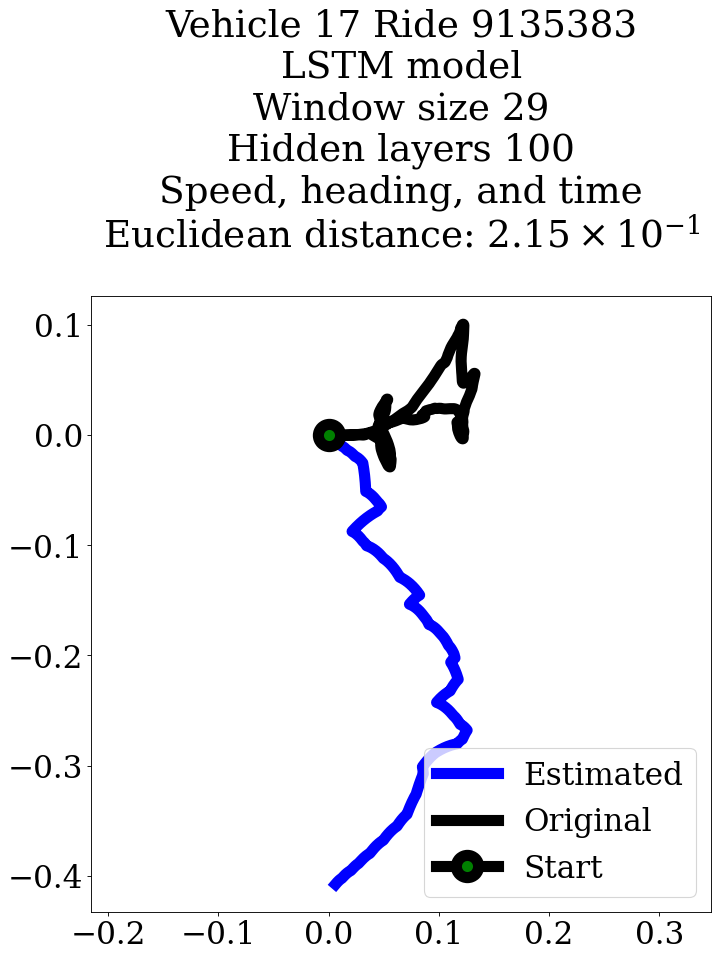 Vehicle 17 Ride 9135383
LSTM model
Window size 29
Hidden layers 100
Speed, heading, and time
Euclidean distance: 2.15 × 10⁻¹
0.1
0.0
−0.1
−0.2
−0.3
−0.4
Estimated
Original
Start
−0.2 −0.1 0.0 0.1 0.2 0.3